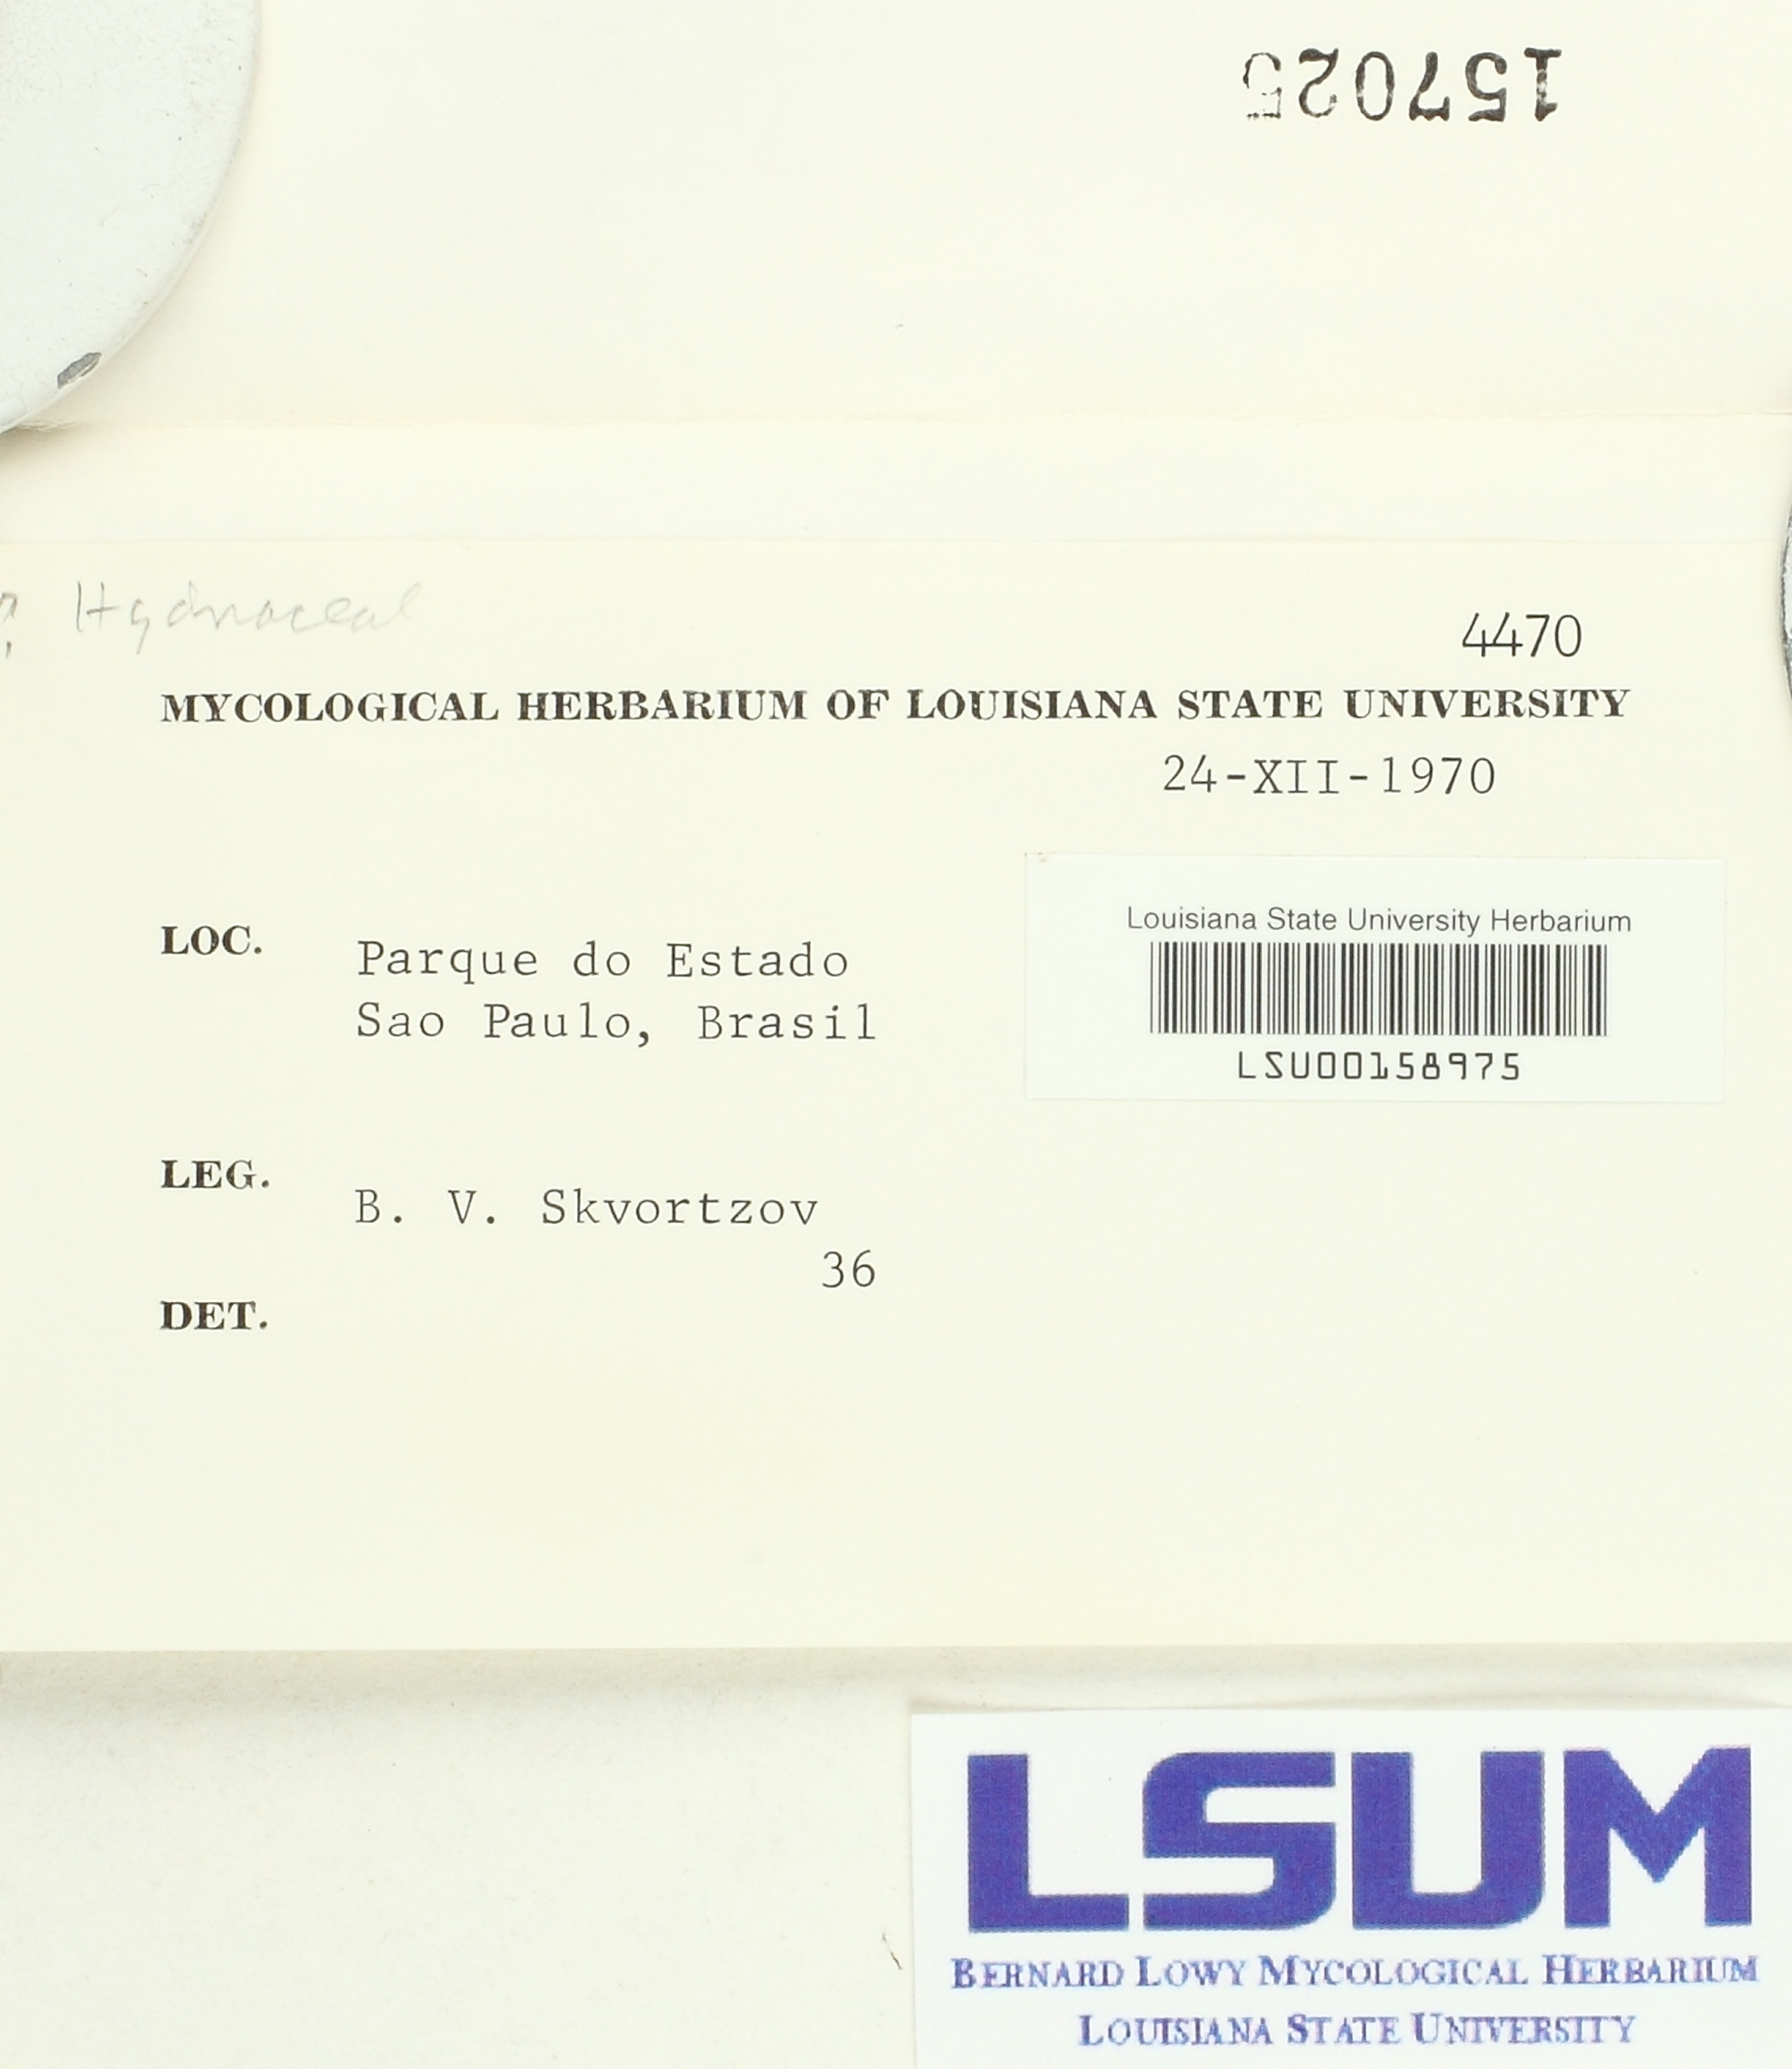 157025
? Hydnaceae
4470
MYCOLOGICAL HERBARIUM OF LOUISIANA STATE UNIVERSITY
24-XII-1970
LOC. Parque do Estado
Sao Paulo, Brasil
Louisiana State University Herbarium
LSU00158975
LEG. B. V. Skvortzov
36
DET.
LSUM
BERNARD LOWY MYCOLOGICAL HERBARIUM
LOUISIANA STATE UNIVERSITY